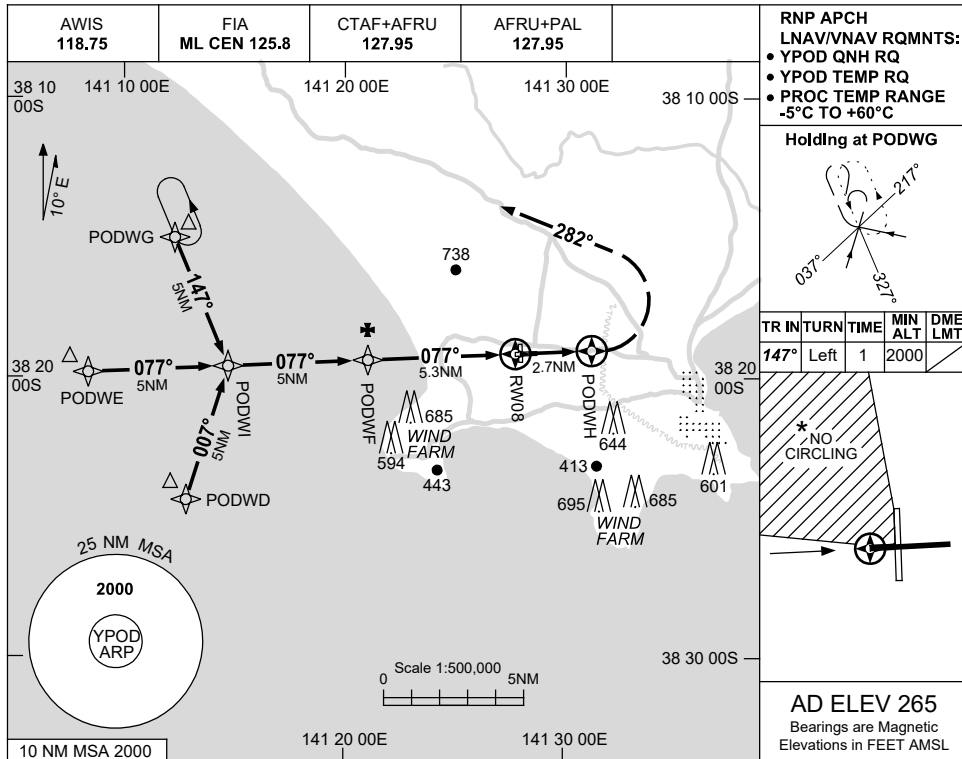 AWIS
118.75
FIA
ML CEN 125.8
CTAF+AFRU
127.95
AFRU+PAL
127.95
RNP APCH
LNAV/VNAV RQMNTS:
• YPOD QNH RQ
• YPOD TEMP RQ
• PROC TEMP RANGE
-5°C TO +60°C
38 10
00S
141 10 00E
141 20 00E
141 30 00E
38 10 00S
10° E
PODWG
147°
5NM
738
282°
38 20
00S
PODWE
077°
5NM
PODWI
077°
5NM
PODWF
077°
5.3NM
RW08
2.7NM
PODWH
38 20
00S
007°
5NM
PODWD
685
594
WIND
FARM
443
644
413
695
685
WIND
FARM
601
25 NM MSA
2000
YPOD
ARP
Scale 1:500,000
0
5NM
38 30 00S
10 NM MSA 2000
141 20 00E
141 30 00E
Holding at PODWG
217°
037°
327°
TR IN
TURN
TIME
MIN
ALT
DME
LMT
147°
Left
1
2000
* NO
CIRCLING
AD ELEV 265
Bearings are Magnetic
Elevations in FEET AMSL